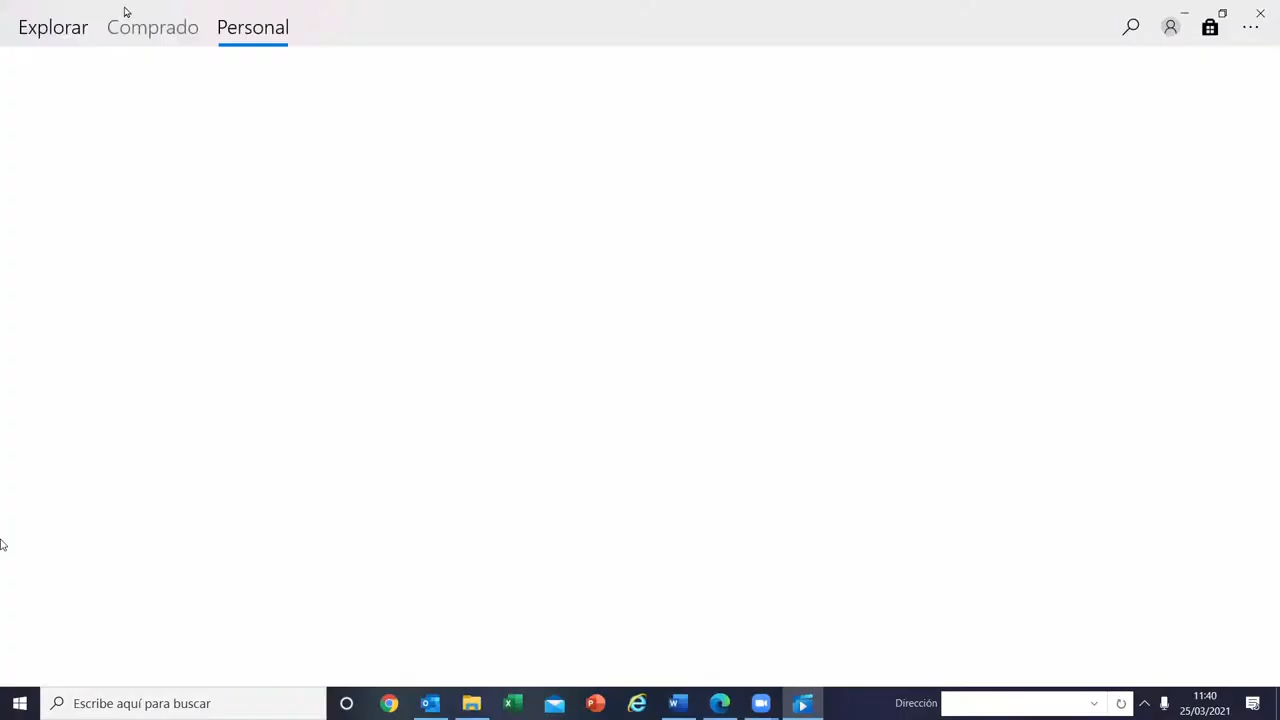 Explorar Comprado Personal
Escribe aquí para buscar
Dirección
11:40
25/03/2021